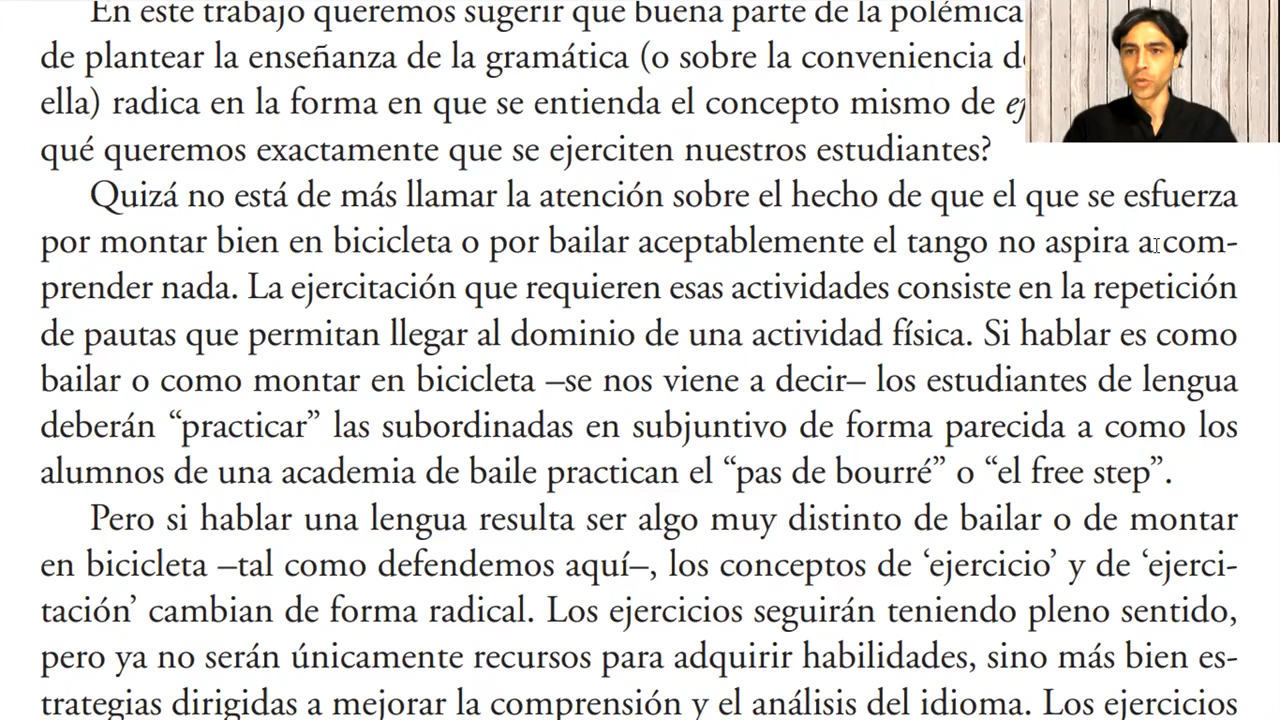 En este trabajo queremos sugerir que buena parte de la polémica
de plantear la enseñanza de la gramática (o sobre la conveniencia
ella) radica en la forma en que se entienda el concepto mismo de
qué queremos exactamente que se ejerciten nuestros estudiantes?
Quizá no está de más llamar la atención sobre el hecho de que el que se esfuerza
por montar bien en bicicleta o por bailar aceptablemente el tango no aspira a com-
prender nada. La ejercitación que requieren esas actividades consiste en la repetición
de pautas que permitan llegar al dominio de una actividad física. Si hablar es como
bailar o como montar en bicicleta –se nos viene a decir– los estudiantes de lengua
deberán “practicar” las subordinadas en subjuntivo de forma parecida a como los
alumnos de una academia de baile practican el “pas de bourré” o “el free step”.
Pero si hablar una lengua resulta ser algo muy distinto de bailar o de montar
en bicicleta –tal como defendemos aquí–, los conceptos de ‘ejercicio’ y de ‘ejerci-
tación’ cambian de forma radical. Los ejercicios seguirán teniendo pleno sentido,
pero ya no serán únicamente recursos para adquirir habilidades, sino más bien es-
trategias dirigidas a mejorar la comprensión y el análisis del idioma. Los ejercicios